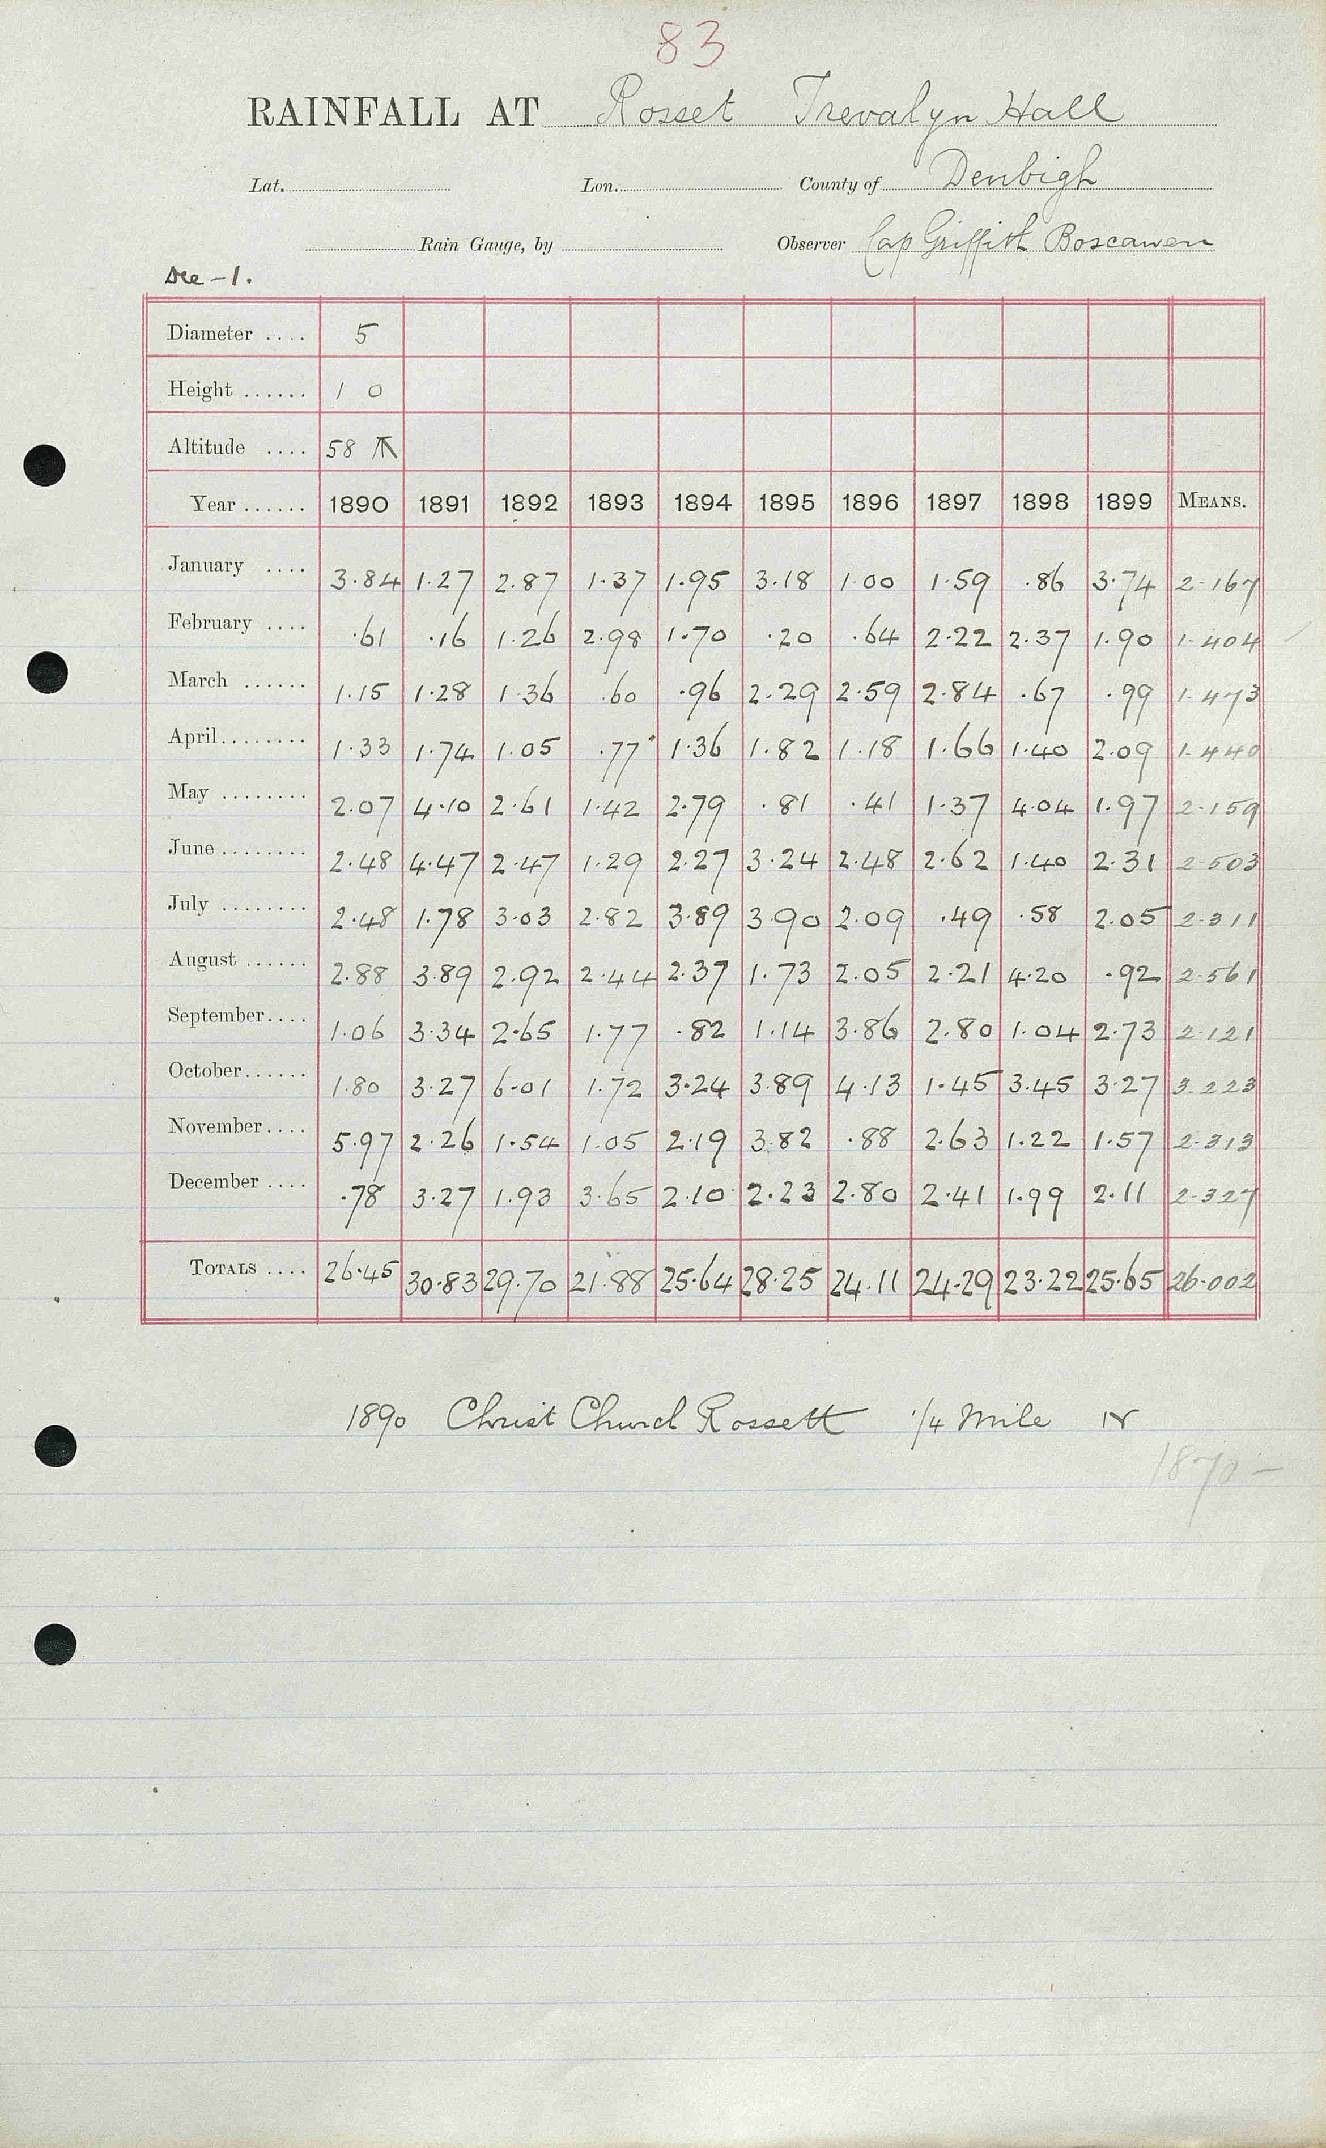 83
RAINFALL AT Rosset Trevalyn Hall
Lat. Lon. County of Denbigh
Rain Gauge, by Observer Cap Griffith Boscawen
Dee - 1.
Diameter .... 5
Height ...... 1 0
Altitude .... 58
Year ...... 1890 1891 1892 1893 1894 1895 1896 1897 1898 1899 MEANS.
January .... 3.84 1.27 2.87 1.37 1.95 3.18 1.00 1.59 .86 3.74 2.167
February .... .61 .16 1.26 2.98 1.70 .20 .64 2.22 2.37 1.90 1.404
March ...... 1.15 1.28 1.36 .60 .96 2.29 2.59 2.84 .67 .99 1.473
April........ 1.33 1.74 1.05 .77 1.36 1.82 1.18 1.66 1.40 2.09 1.440
May ........ 2.07 4.10 2.61 1.42 2.79 .81 .41 1.37 4.04 1.97 2.159
June ........ 2.48 4.47 2.47 1.29 2.27 3.24 2.48 2.62 1.40 2.31 2.503
July ........ 2.48 1.78 3.03 2.82 3.89 3.90 2.09 .49 .58 2.05 2.311
August ...... 2.88 3.89 2.92 2.44 2.37 1.73 2.05 2.21 4.20 .92 2.561
September.... 1.06 3.34 2.65 1.77 .82 1.14 3.86 2.80 1.04 2.73 2.121
October...... 1.80 3.27 6.01 1.72 3.24 3.89 4.13 1.45 3.45 3.27 3.223
November.... 5.97 2.26 1.54 1.05 2.19 3.82 .88 2.63 1.22 1.57 2.313
December .... .78 3.27 1.93 3.65 2.10 2.23 2.80 2.41 1.99 2.11 2.327
TOTALS .... 26.45 30.83 29.70 21.88 25.64 28.25 24.11 24.29 23.22 25.65 26.002
1890 Christ Church Rossett 1/4 Mile N
1870 -